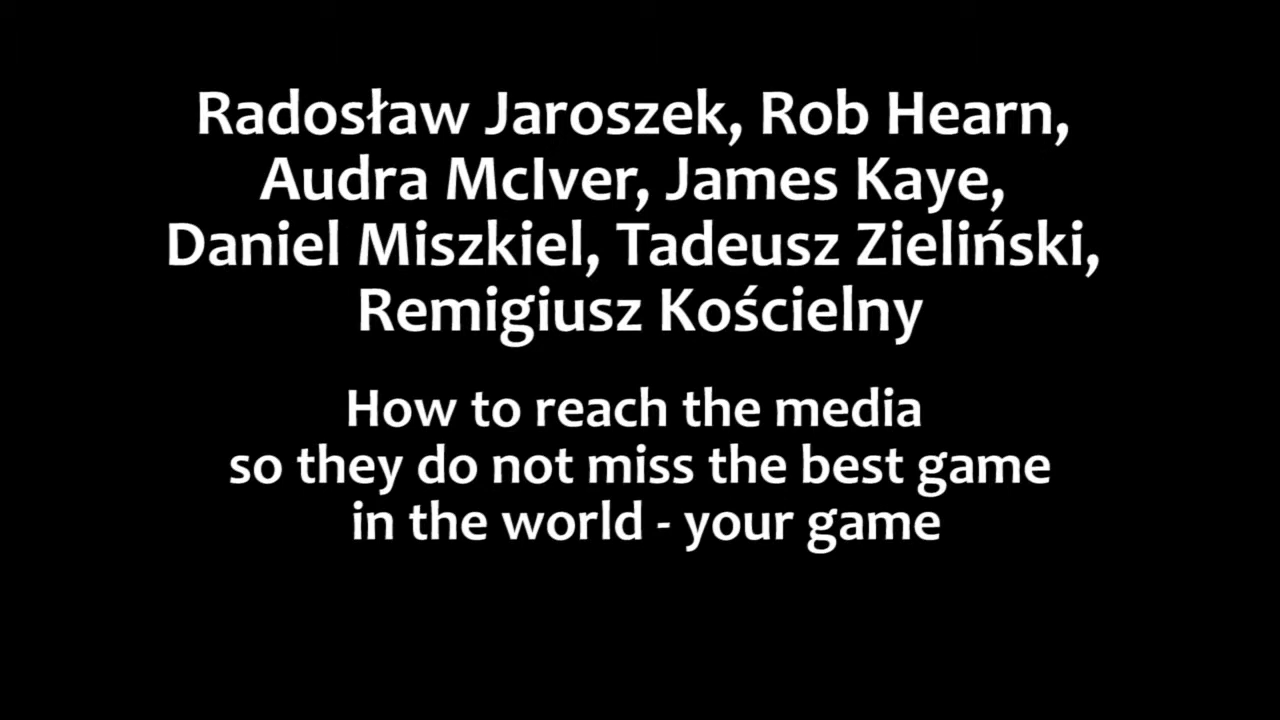 Radosław Jaroszek, Rob Hearn,
Audra McIver, James Kaye,
Daniel Miszkiel, Tadeusz Zieliński,
Remigiusz Kościelny
How to reach the media
so they do not miss the best game
in the world - your game